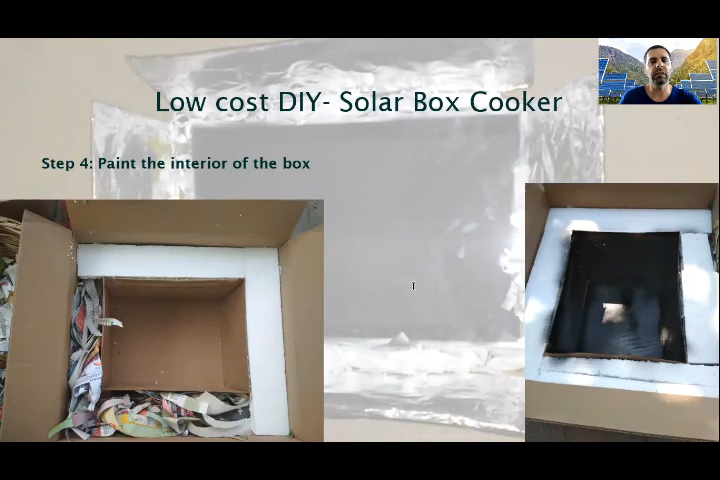 Low cost DIY- Solar Box Cooker
Step 4: Paint the interior of the box